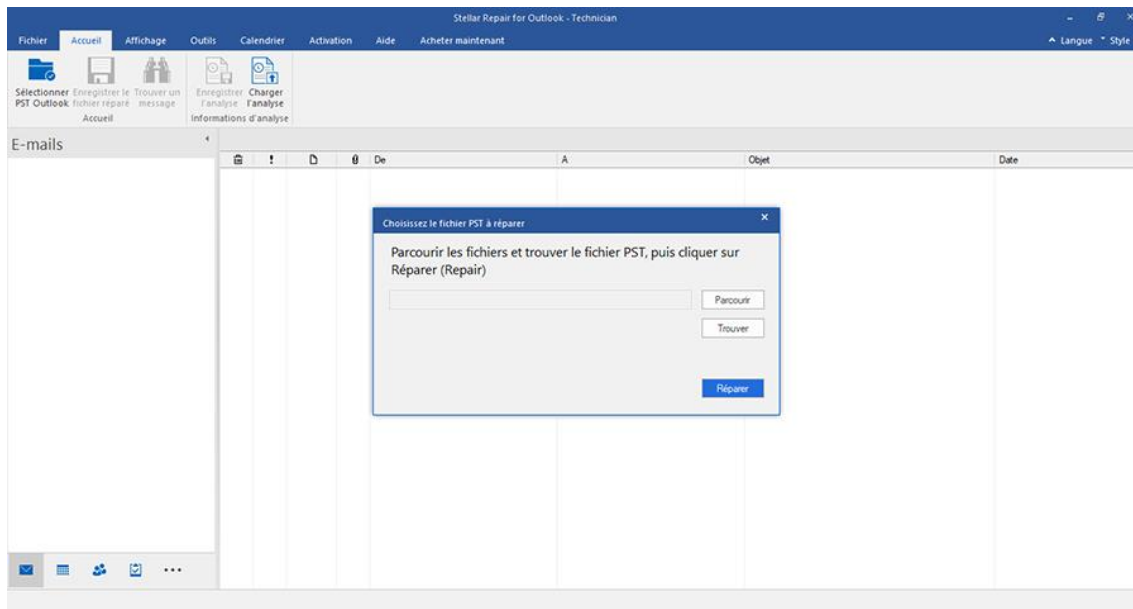 Stellar Repair for Outlook - Technician
Fichier Accueil Affichage Outils Calendrier Activation Aide Acheter maintenant Langue Style
Sélectionner Enregistrer le Trouver un Enregistrer Charger
PST Outlook fichier réparé message l'analyse l'analyse
Accueil Informations d'analyse
E-mails
De A Objet Date
Choisissez le fichier PST à réparer
Parcourir les fichiers et trouver le fichier PST, puis cliquer sur
Réparer (Repair)
Parcourir
Trouver
Réparer